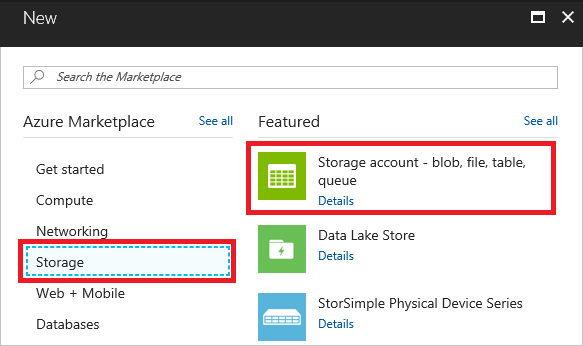 New
Search the Marketplace
Azure Marketplace
See all
Get started
Compute
Networking
Storage
Web + Mobile
Databases
Featured
See all
Storage account - blob, file, table,
queue
Details
Data Lake Store
Details
StorSimple Physical Device Series
Details